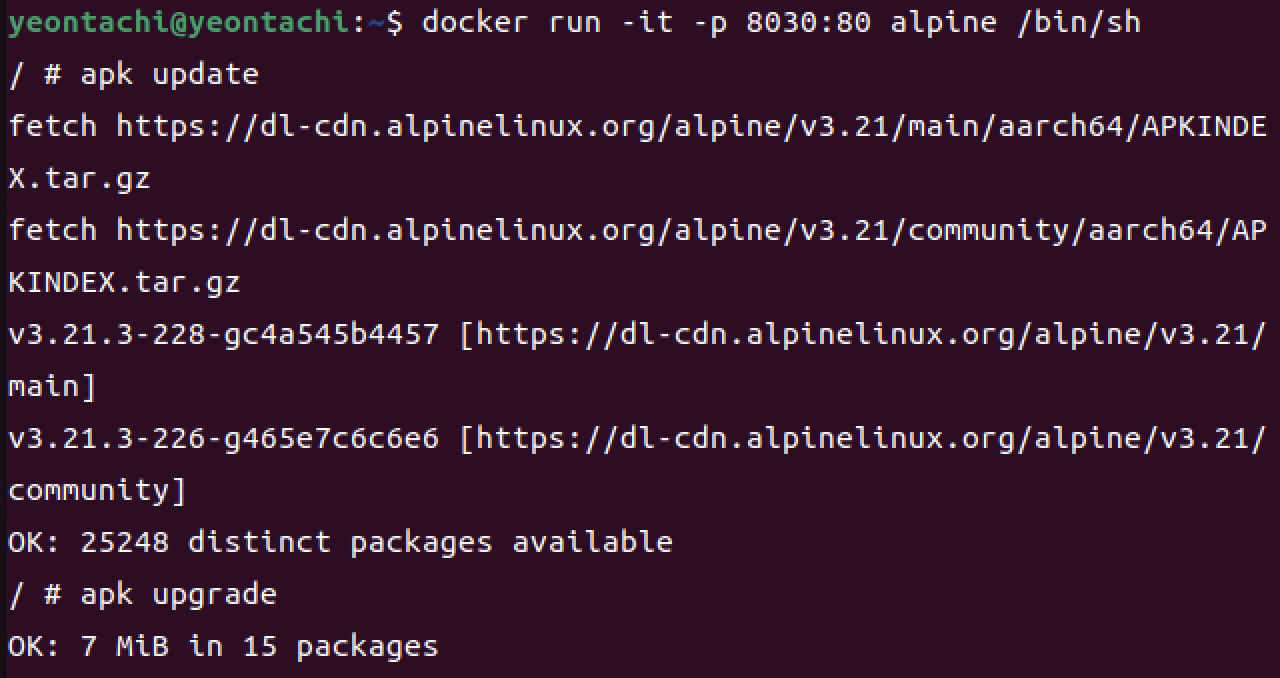 yeontachi@yeontachi:~$ docker run -it -p 8030:80 alpine /bin/sh
/ # apk update
fetch https://dl-cdn.alpinelinux.org/alpine/v3.21/main/aarch64/APKINDE
X.tar.gz
fetch https://dl-cdn.alpinelinux.org/alpine/v3.21/community/aarch64/AP
KINDEX.tar.gz
v3.21.3-228-gc4a545b4457 [https://dl-cdn.alpinelinux.org/alpine/v3.21/
main]
v3.21.3-226-g465e7c6c6e6 [https://dl-cdn.alpinelinux.org/alpine/v3.21/
community]
OK: 25248 distinct packages available
/ # apk upgrade
OK: 7 MiB in 15 packages